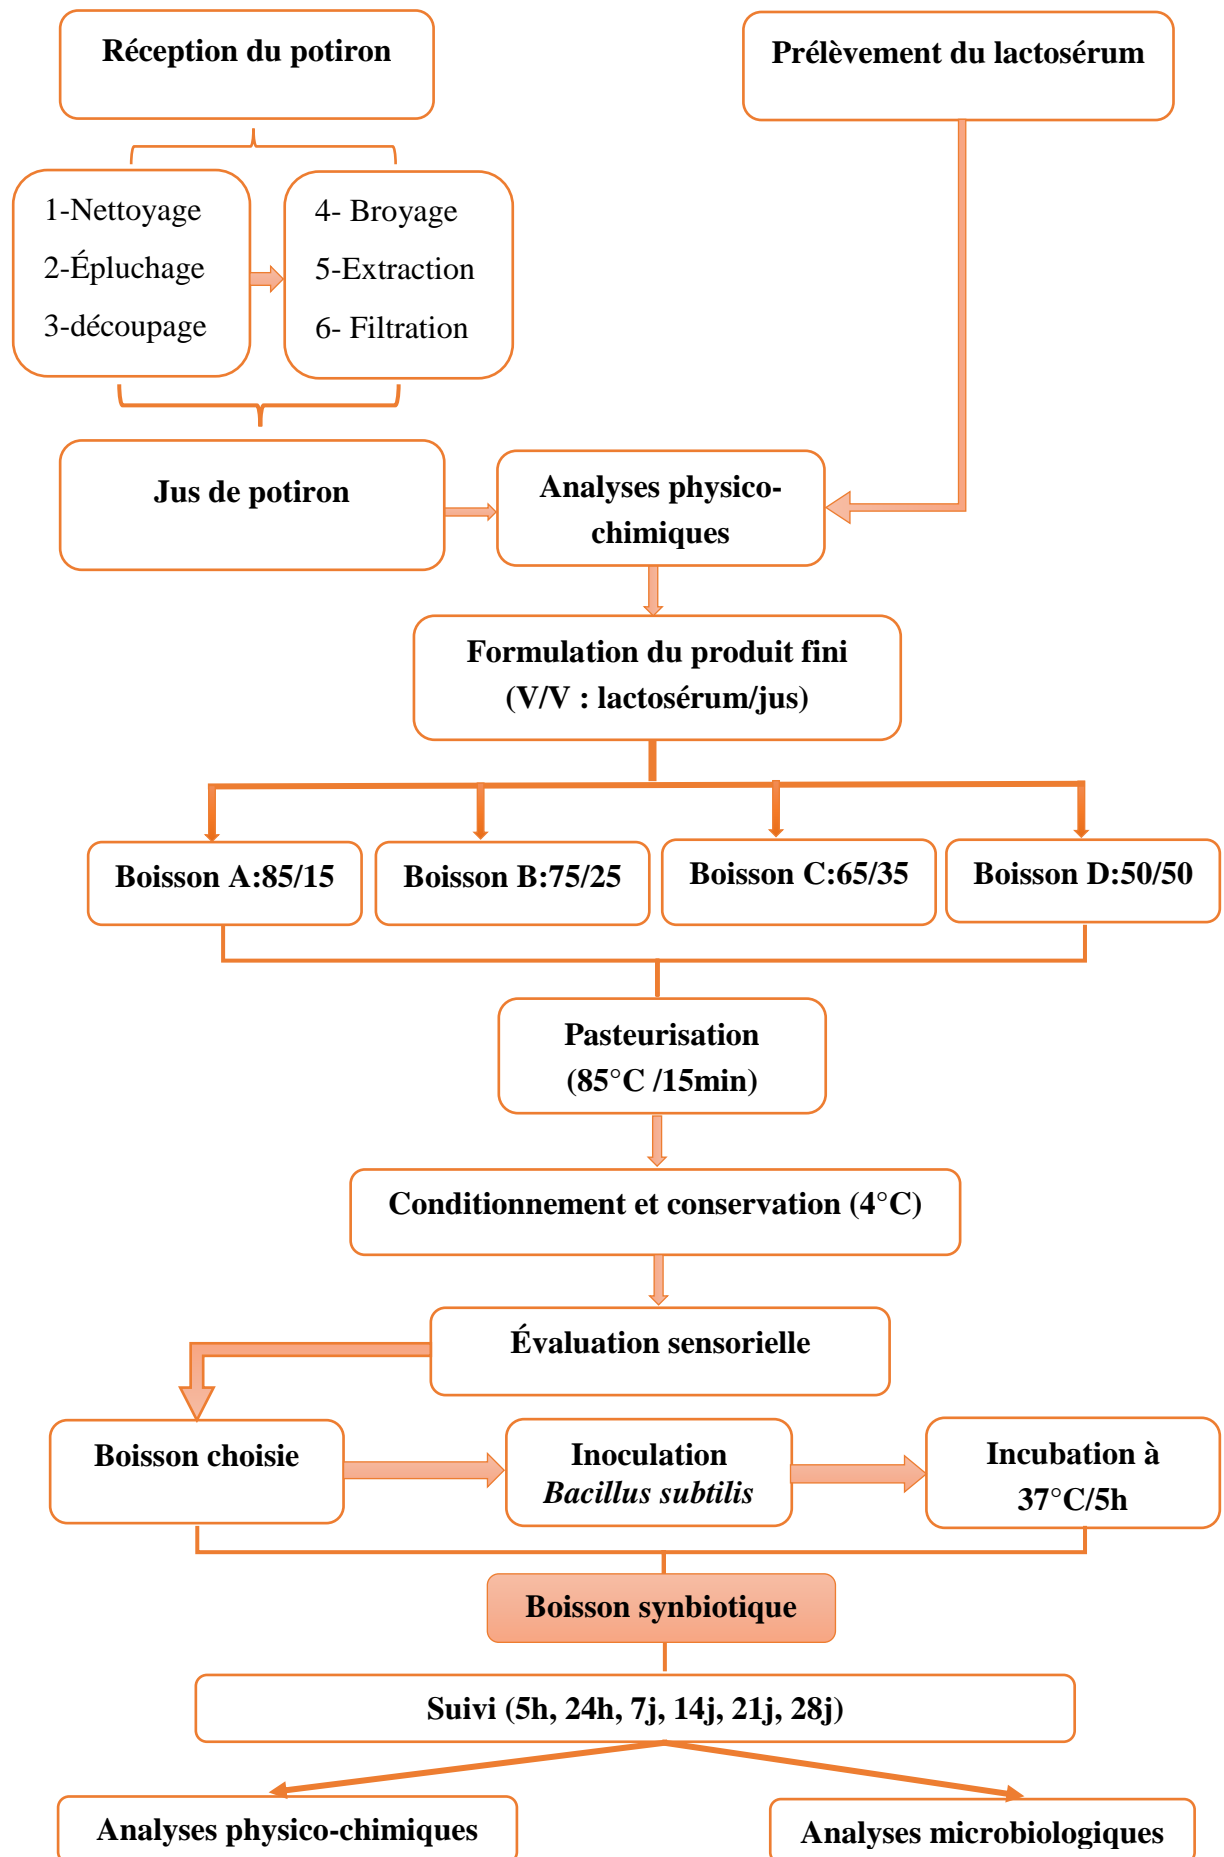 Réception du potiron
Prélèvement du lactosérum
1-Nettoyage
2-Épluchage
3-découpage
4- Broyage
5-Extraction
6- Filtration
Jus de potiron
Analyses physico-
chimiques
Formulation du produit fini
(V/V : lactosérum/jus)
Boisson A:85/15
Boisson B:75/25
Boisson C:65/35
Boisson D:50/50
Pasteurisation
(85°C /15min)
Conditionnement et conservation (4°C)
Évaluation sensorielle
Boisson choisie
Inoculation
Bacillus subtilis
Incubation à
37°C/5h
Boisson synbiotique
Suivi (5h, 24h, 7j, 14j, 21j, 28j)
Analyses physico-chimiques
Analyses microbiologiques